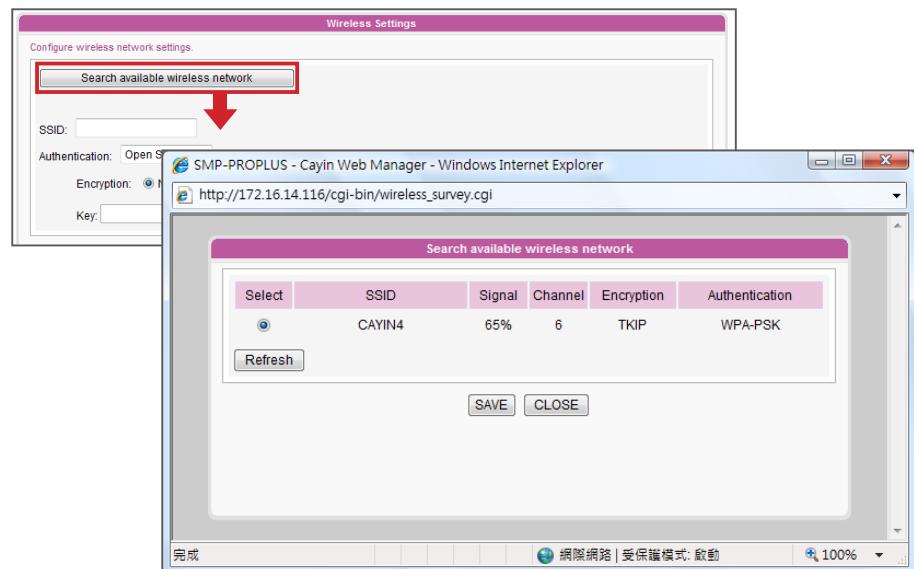 Wireless Settings
Configure wireless network settings.
Search available wireless network
SSID:
Authentication: Open S
Encryption:
Key:
SMP-PROPLUS - Cayin Web Manager - Windows Internet Explorer
http://172.16.14.116/cgi-bin/wireless_survey.cgi
Search available wireless network
Select SSID Signal Channel Encryption Authentication
CAYIN4 65% 6 TKIP WPA-PSK
Refresh
SAVE CLOSE
完成 網際網路 | 受保護模式: 啟動 100%